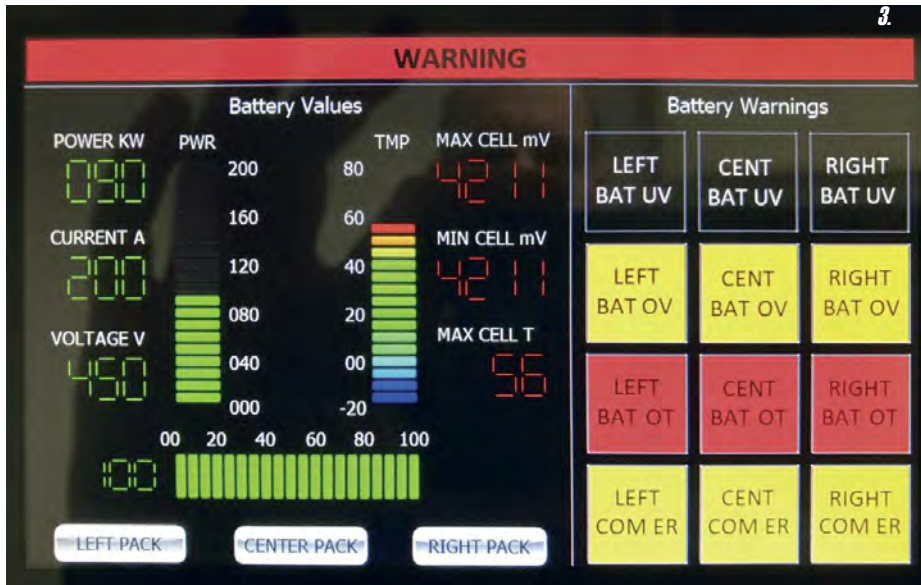 3.
WARNING
Battery Values
POWER KW
090
CURRENT A
200
VOLTAGE V
450
PWR
200
160
120
080
040
000
TMP
80
60
40
20
00
-20
MAX CELL mV
4211
MIN CELL mV
4211
MAX CELL T
56
00 20 40 60 80 100
100
LEFT PACK
CENTER PACK
RIGHT PACK
Battery Warnings
LEFT
BAT UV
CENT
BAT UV
RIGHT
BAT UV
LEFT
BAT OV
CENT
BAT OV
RIGHT
BAT OV
LEFT
BAT OT
CENT
BAT OT
RIGHT
BAT OT
LEFT
COM ER
CENT
COM ER
RIGHT
COM ER